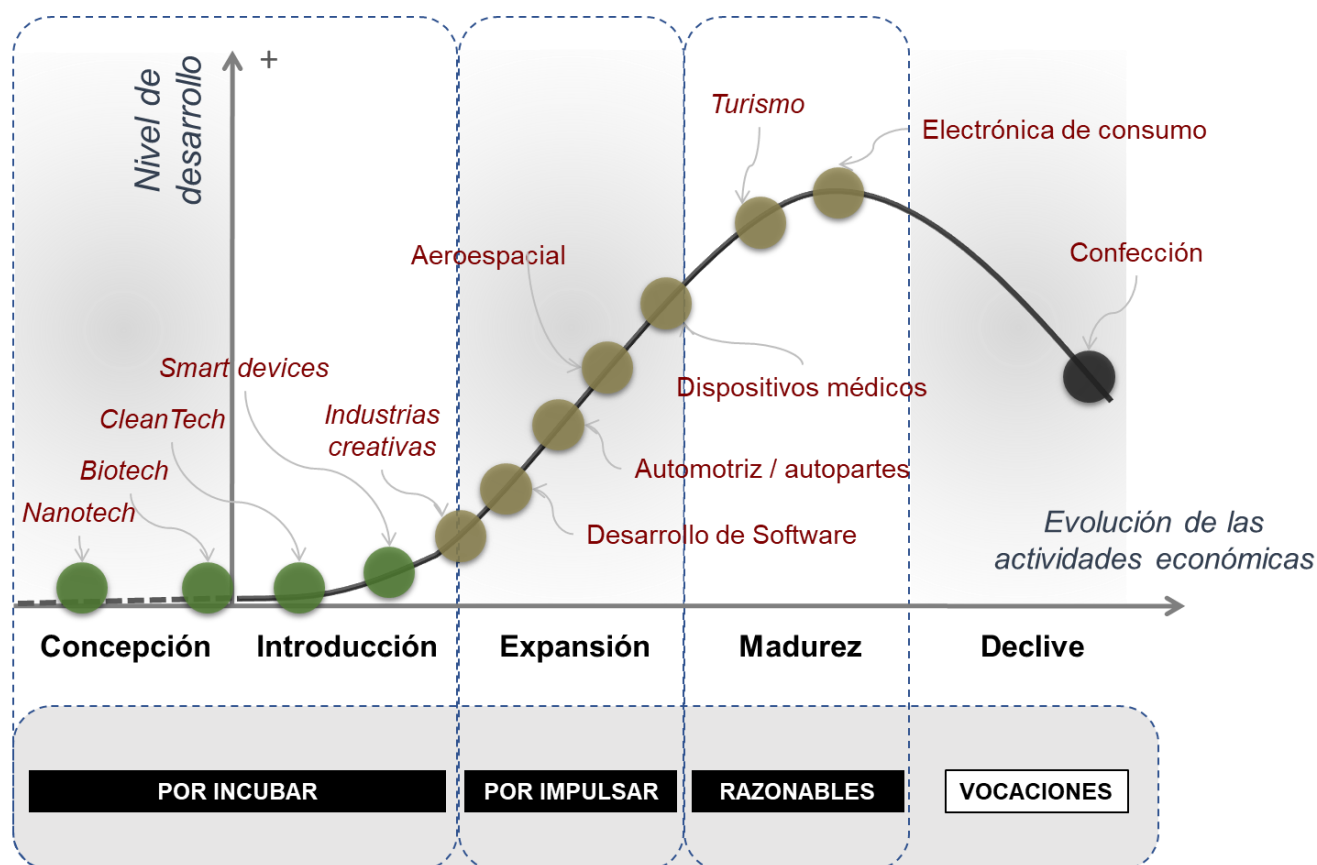 +
Nivel de
desarrollo
Turismo
Electrónica de consumo
Aeroespacial
Confección
Smart devices
Dispositivos médicos
CleanTech
Industrias
creativas
Biotech
Automotriz / autopartes
Nanotech
Desarrollo de Software
Evolución de las
actividades económicas
Concepción
Introducción
Expansión
Madurez
Declive
POR INCUBAR
POR IMPULSAR
RAZONABLES
VOCACIONES